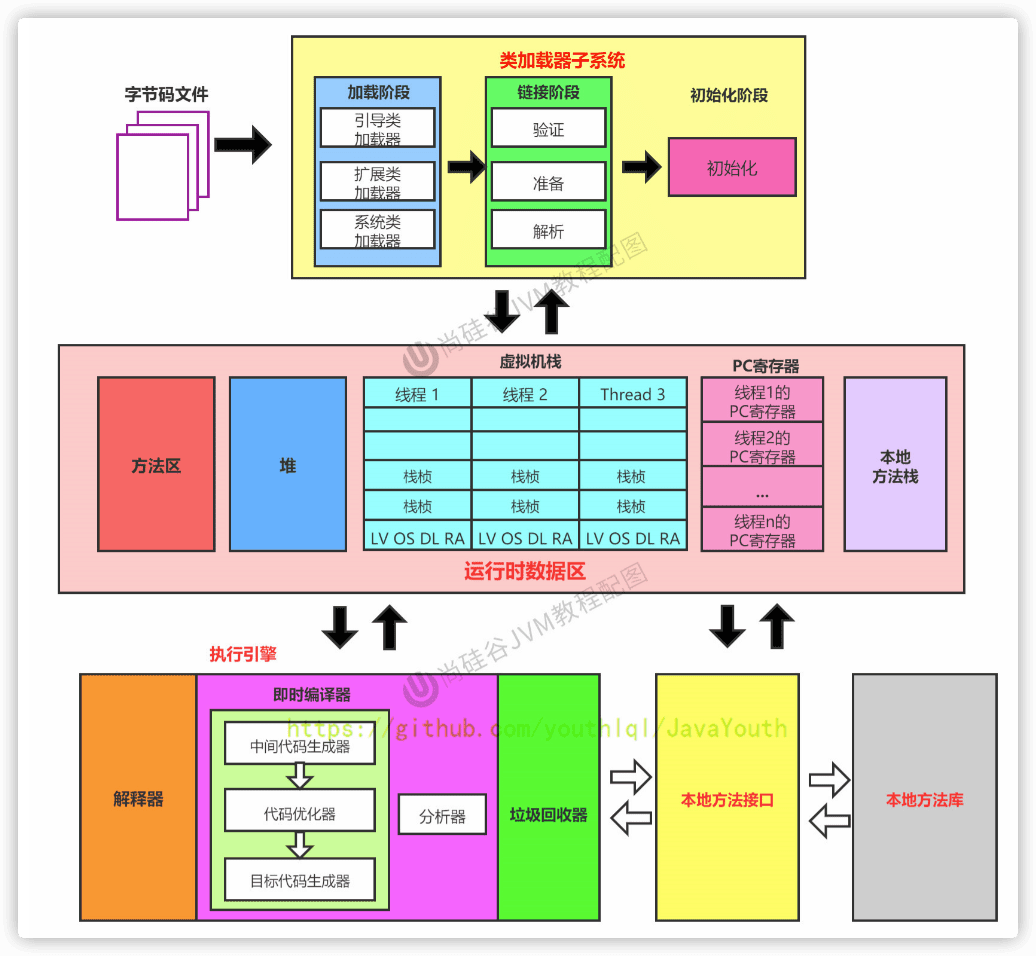 类加载器子系统
字节码文件
加载阶段
引导类
加载器
扩展类
加载器
系统类
加载器
链接阶段
验证
准备
解析
初始化阶段
初始化
尚硅谷JVM教程配图
虚拟机栈
PC寄存器
方法区
堆
线程 1
线程 2
Thread 3
栈桢
栈桢
栈桢
栈桢
栈桢
栈桢
LV OS DL RA
LV OS DL RA
LV OS DL RA
线程1的
PC寄存器
线程2的
PC寄存器
...
线程n的
PC寄存器
本地
方法栈
运行时数据区
尚硅谷JVM教程配图
执行引擎
解释器
即时编译器
https://github.com/youthlql/JavaYouth
中间代码生成器
代码优化器
目标代码生成器
分析器
垃圾回收器
本地方法接口
本地方法库